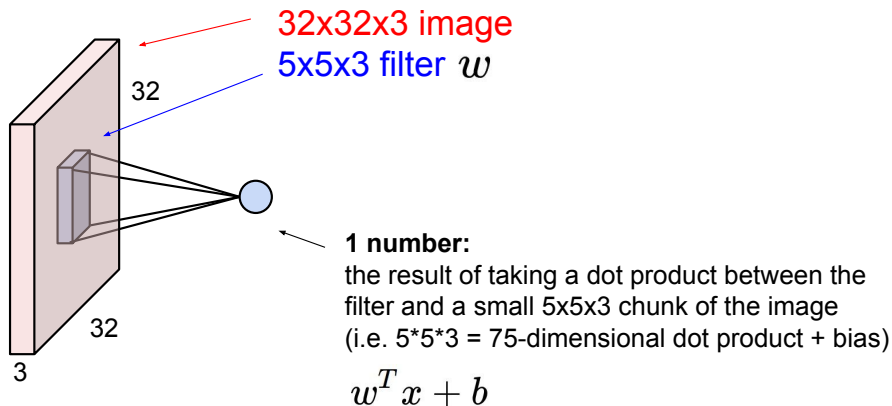 32x32x3 image
5x5x3 filter w
32
32
3
1 number:
the result of taking a dot product between the
filter and a small 5x5x3 chunk of the image
(i.e. 5*5*3 = 75-dimensional dot product + bias)
w^T x + b